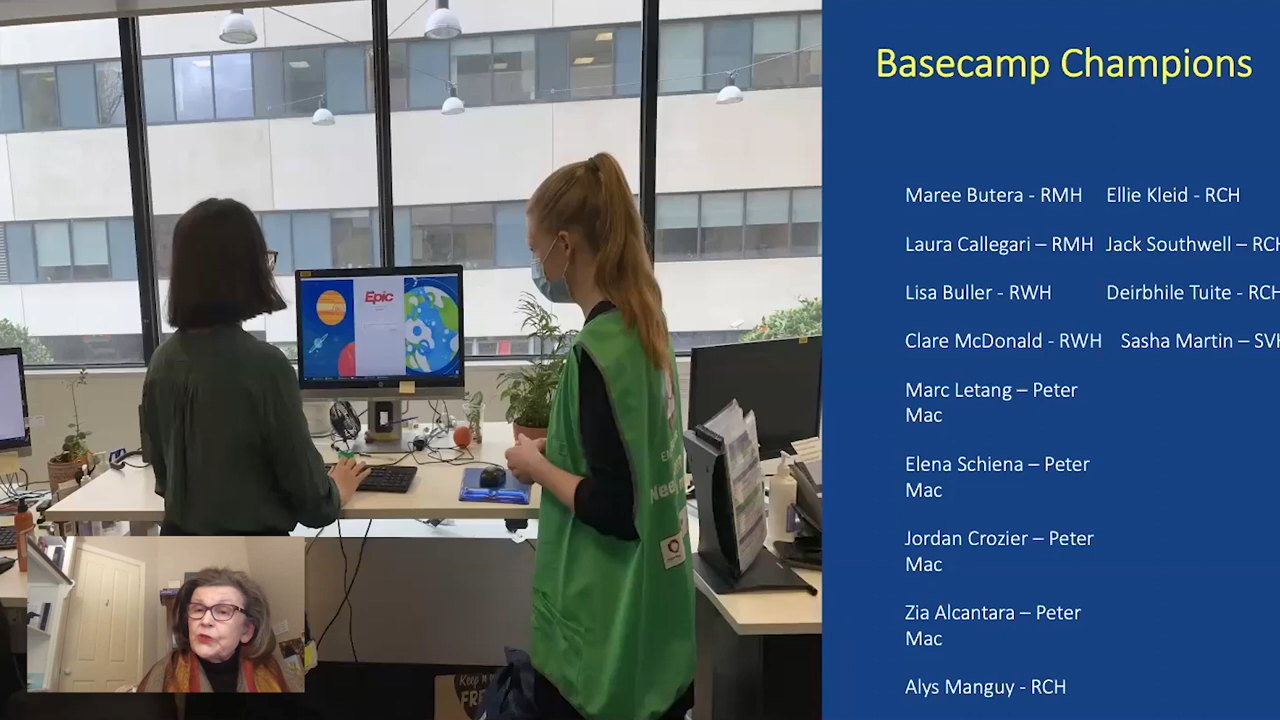 Basecamp Champions
Maree Butera - RMH Ellie Kleid - RCH
Laura Callegari – RMH Jack Southwell – RCH
Lisa Buller - RWH Deirbhile Tuite - RCH
Clare McDonald - RWH Sasha Martin – SVH
Marc Letang – Peter
Mac
Elena Schiena – Peter
Mac
Jordan Crozier – Peter
Mac
Zia Alcantara – Peter
Mac
Alys Manguy - RCH
Epic
Keep